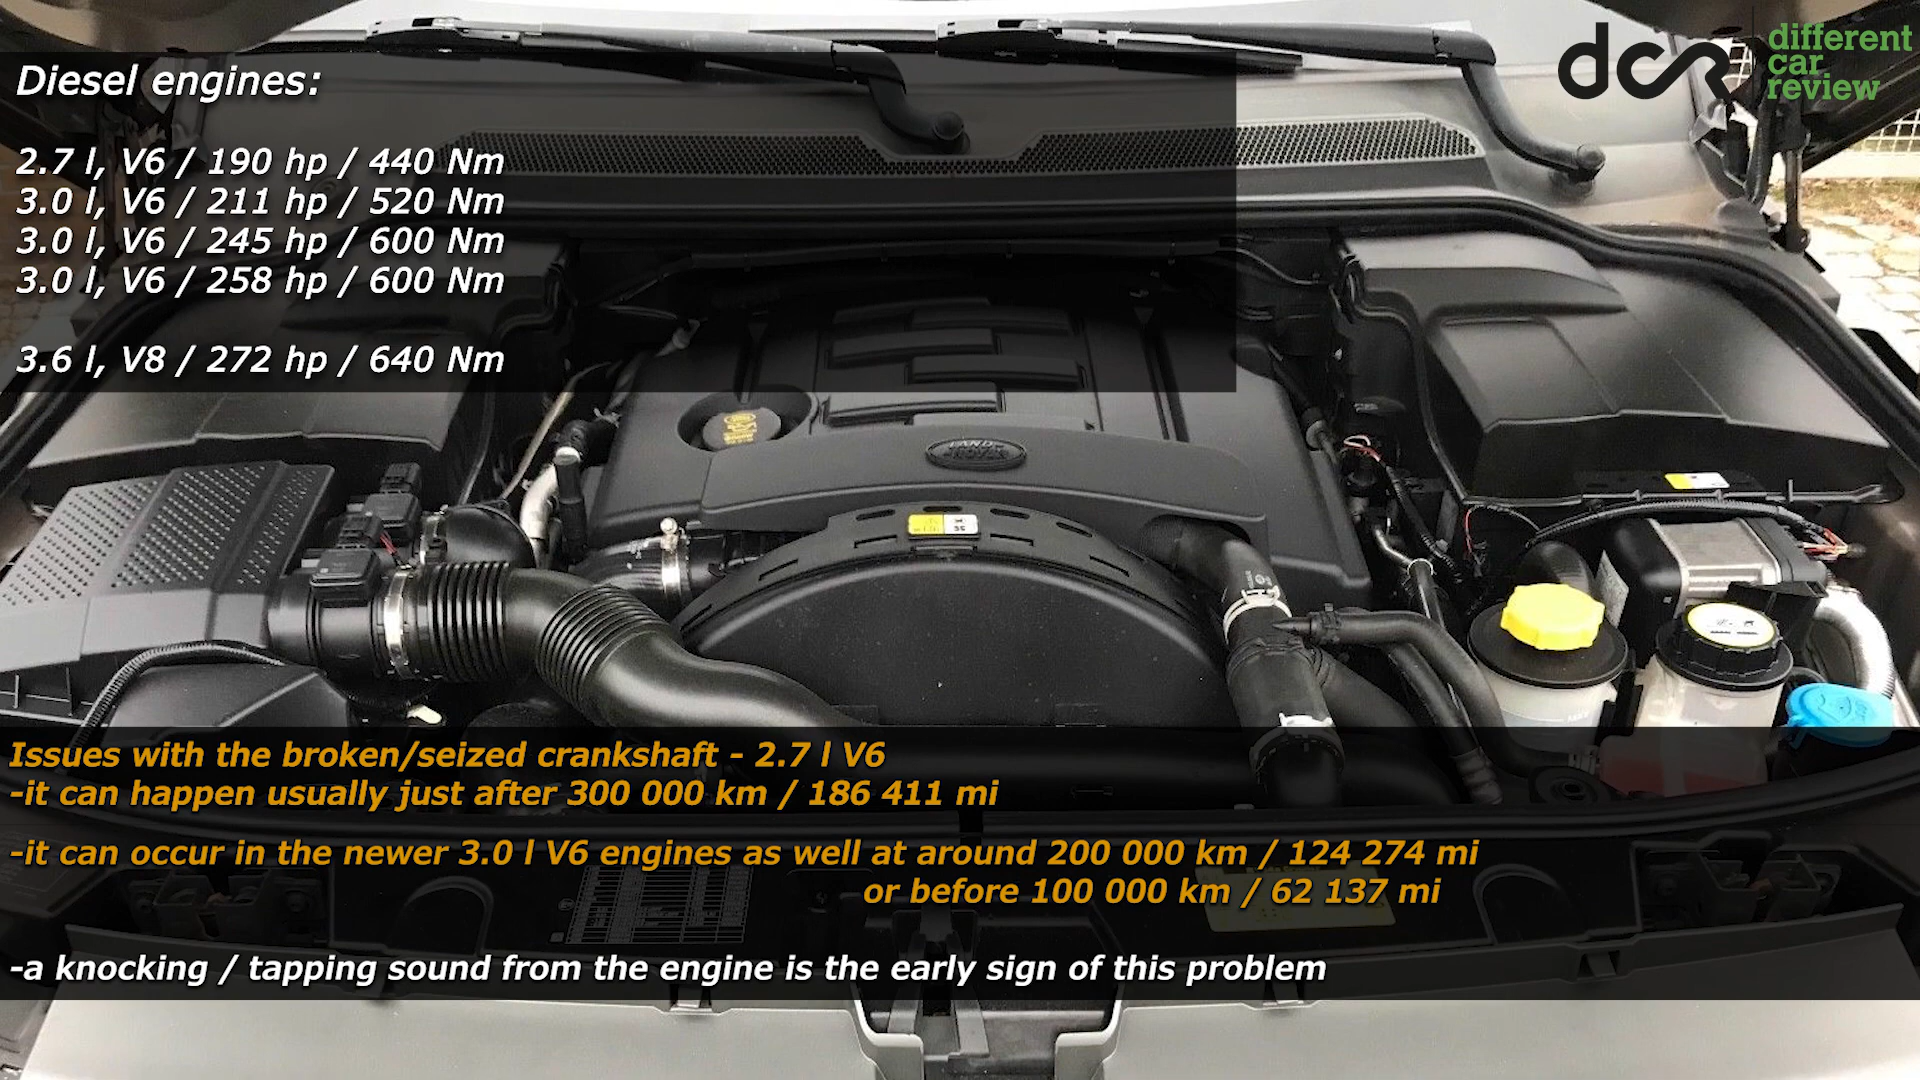 dcr different
car
review
Diesel engines:
2.7 l, V6 / 190 hp / 440 Nm
3.0 l, V6 / 211 hp / 520 Nm
3.0 l, V6 / 245 hp / 600 Nm
3.0 l, V6 / 258 hp / 600 Nm
3.6 l, V8 / 272 hp / 640 Nm
LAND
ROVER
Issues with the broken/seized crankshaft - 2.7 l V6
-it can happen usually just after 300 000 km / 186 411 mi
-it can occur in the newer 3.0 l V6 engines as well at around 200 000 km / 124 274 mi
or before 100 000 km / 62 137 mi
-a knocking / tapping sound from the engine is the early sign of this problem